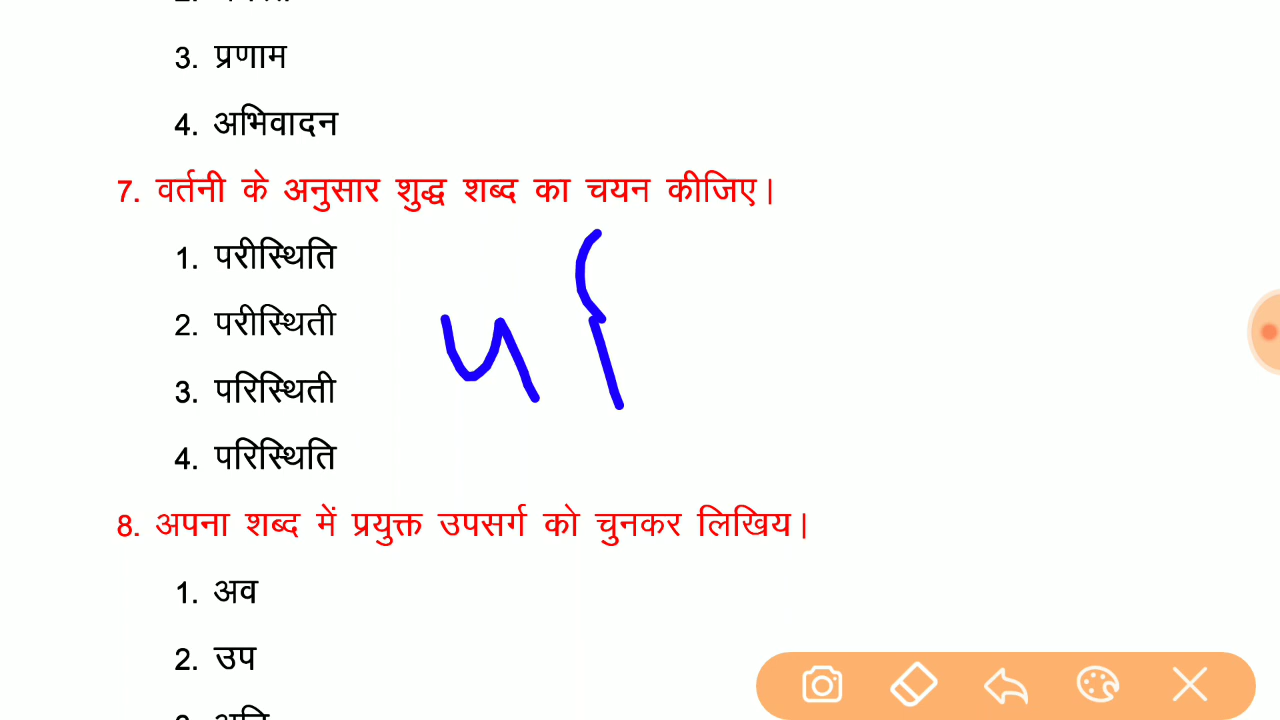 3. प्रणाम
4. अभिवादन
7. वर्तनी के अनुसार शुद्ध शब्द का चयन कीजिए।
1. परीस्थिति
2. परीस्थिती
3. परिस्थिती
4. परिस्थिति
8. अपना शब्द में प्रयुक्त उपसर्ग को चुनकर लिखिय।
1. अव
2. उप